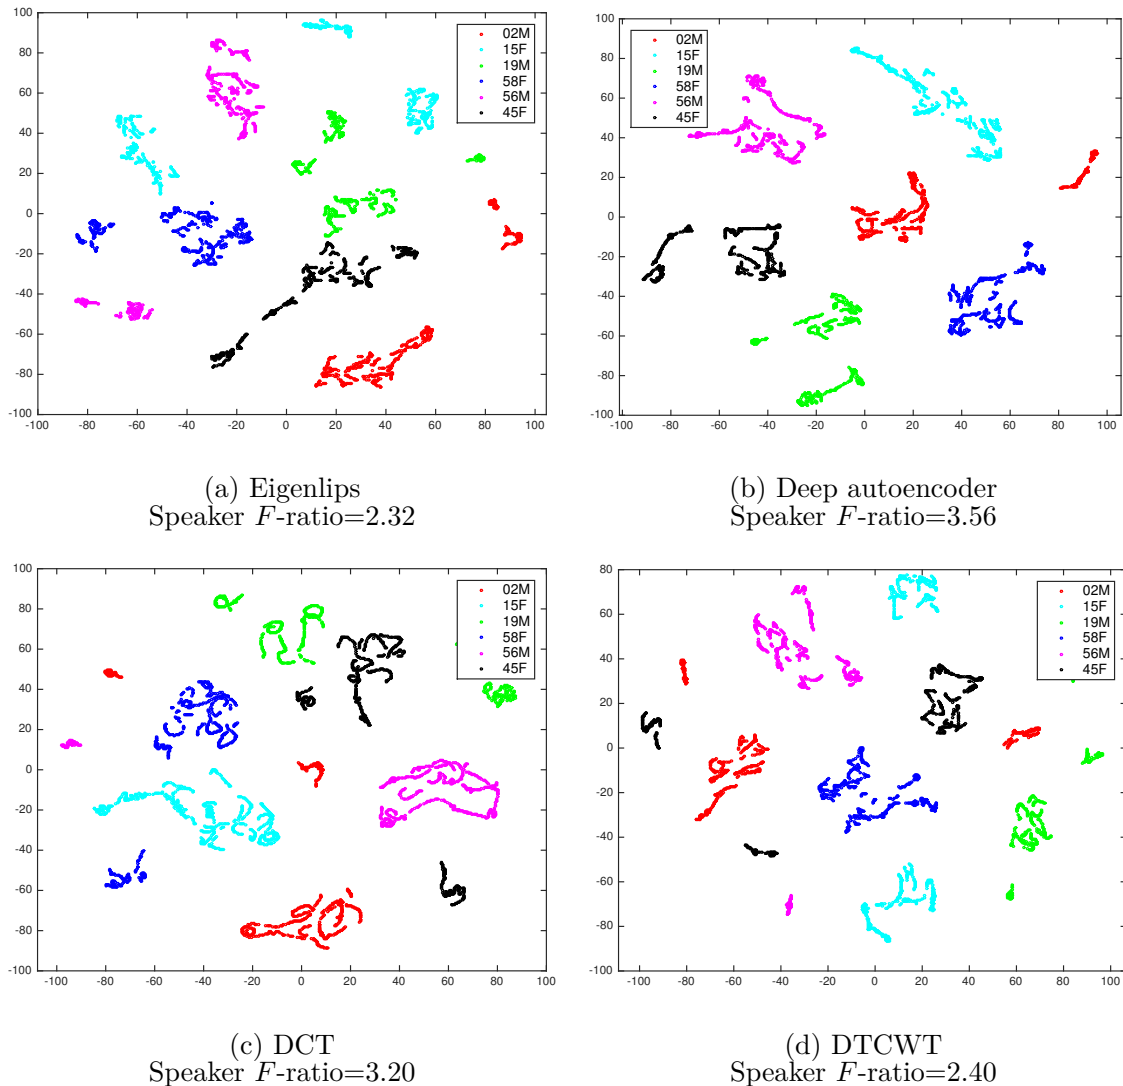 100
80
60
40
20
0
-20
-40
-60
-80
-100
-100 -80 -60 -40 -20 0 20 40 60 80 100
02M
15F
19M
58F
56M
45F
(a) Eigenlips
Speaker F-ratio=2.32
100
80
60
40
20
0
-20
-40
-60
-80
-100
-100 -80 -60 -40 -20 0 20 40 60 80 100
02M
15F
19M
58F
56M
45F
(b) Deep autoencoder
Speaker F-ratio=3.56
100
80
60
40
20
0
-20
-40
-60
-80
-100
-100 -80 -60 -40 -20 0 20 40 60 80 100
02M
15F
19M
58F
56M
45F
(c) DCT
Speaker F-ratio=3.20
80
60
40
20
0
-20
-40
-60
-80
-100
-100 -80 -60 -40 -20 0 20 40 60 80 100
02M
15F
19M
58F
56M
45F
(d) DTCWT
Speaker F-ratio=2.40